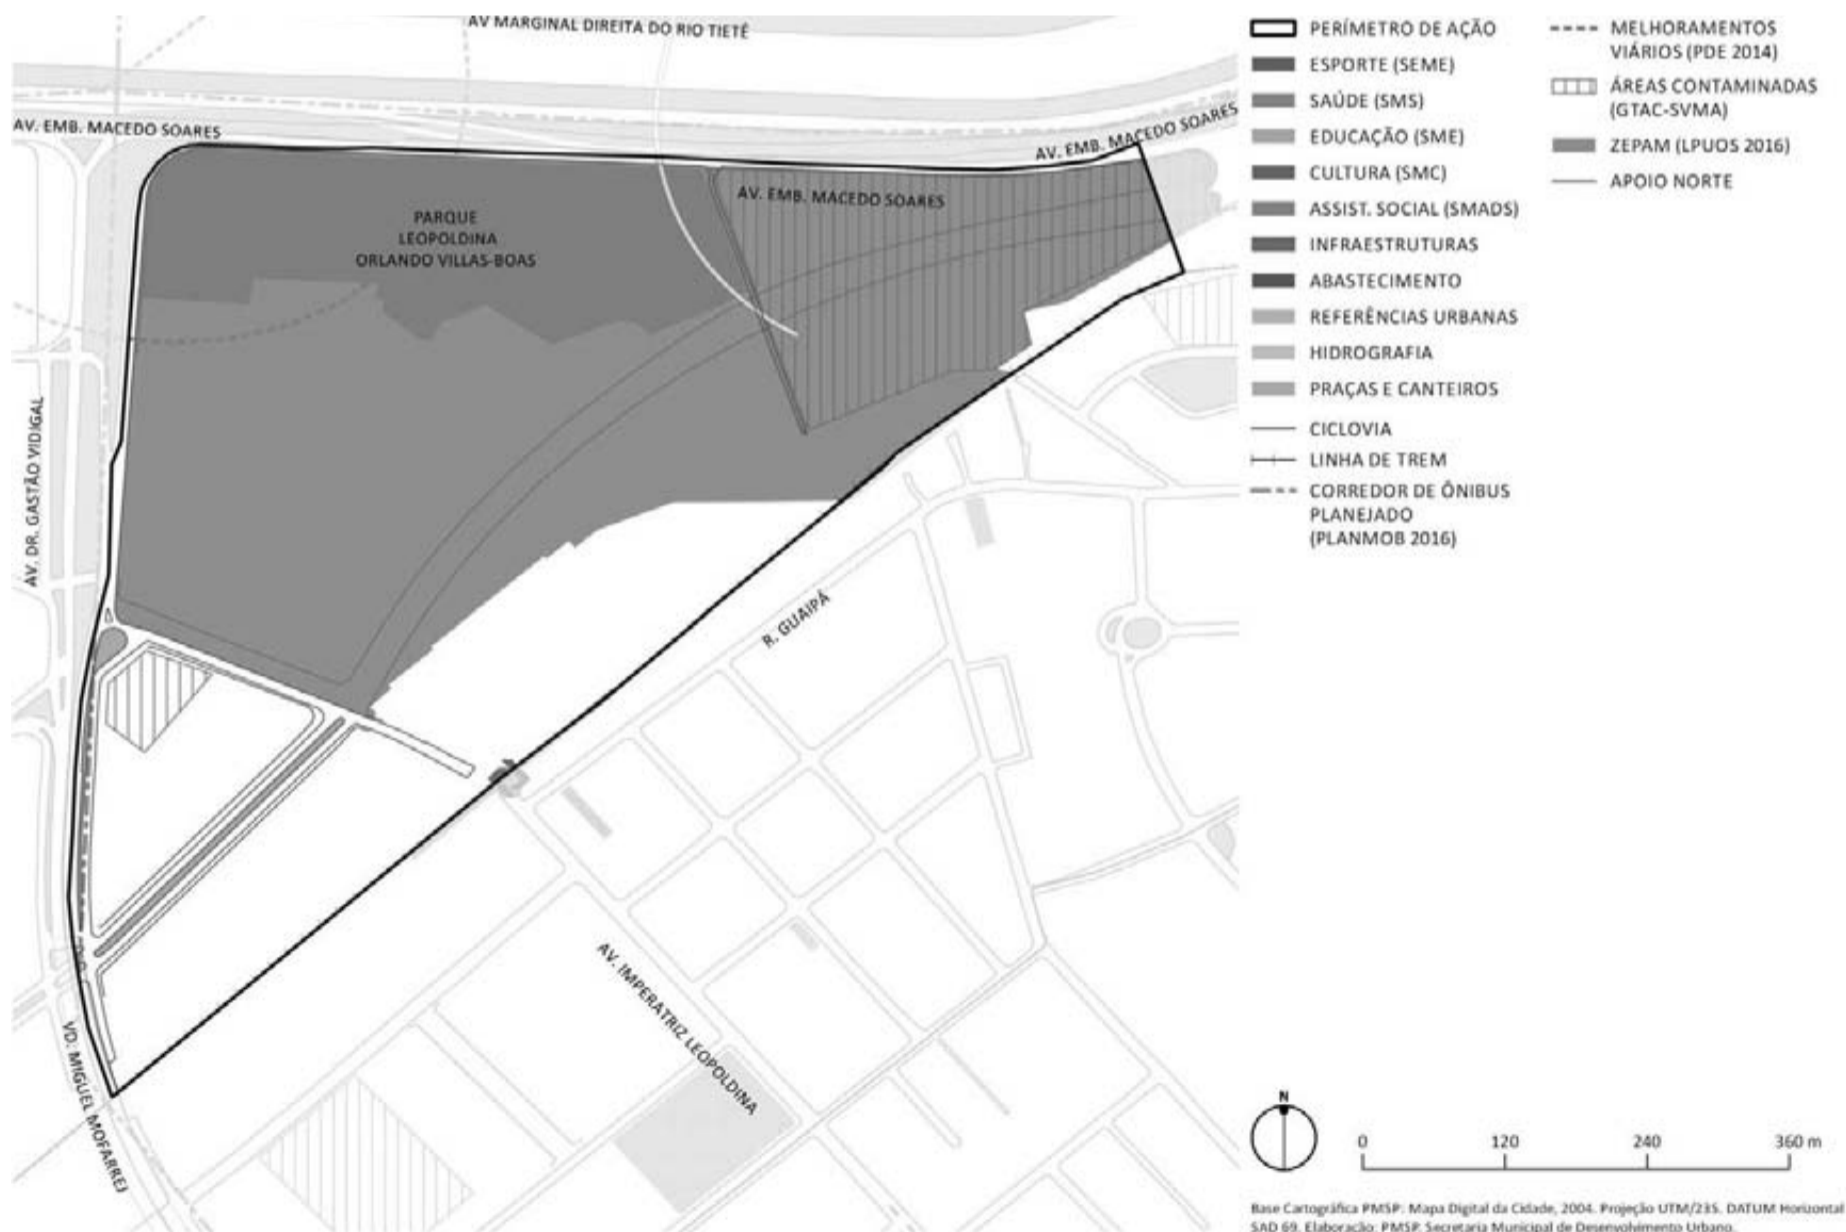 AV MARGINAL DIREITA DO RIO TIETÊ
AV. EMB. MACEDO SOARES
AV. EMB. MACEDO SOARES
AV. EMB. MACEDO SOARES
PARQUE
LEOPOLDINA
ORLANDO VILLAS-BOAS
AV. DR. GASTÃO VIDIGAL
R. GUAIPÁ
AV. IMPERATRIZ LEOPOLDINA
VD. MIGUEL MOFARREJ
PERÍMETRO DE AÇÃO
ESPORTE (SEME)
SAÚDE (SMS)
EDUCAÇÃO (SME)
CULTURA (SMC)
ASSIST. SOCIAL (SMADS)
INFRAESTRUTURAS
ABASTECIMENTO
REFERÊNCIAS URBANAS
HIDROGRAFIA
PRAÇAS E CANTEIROS
CICLOVIA
LINHA DE TREM
CORREDOR DE ÔNIBUS
PLANEJADO
(PLANMOB 2016)
MELHORAMENTOS
VIÁRIOS (PDE 2014)
ÁREAS CONTAMINADAS
(GTAC-SVMA)
ZEPAM (LPUOS 2016)
APOIO NORTE
N
0 120 240 360 m
Base Cartográfica PMSP: Mapa Digital da Cidade, 2004. Projeção UTM/23S. DATUM Horizontal
SAD 69. Elaboração: PMSP. Secretaria Municipal de Desenvolvimento Urbano.